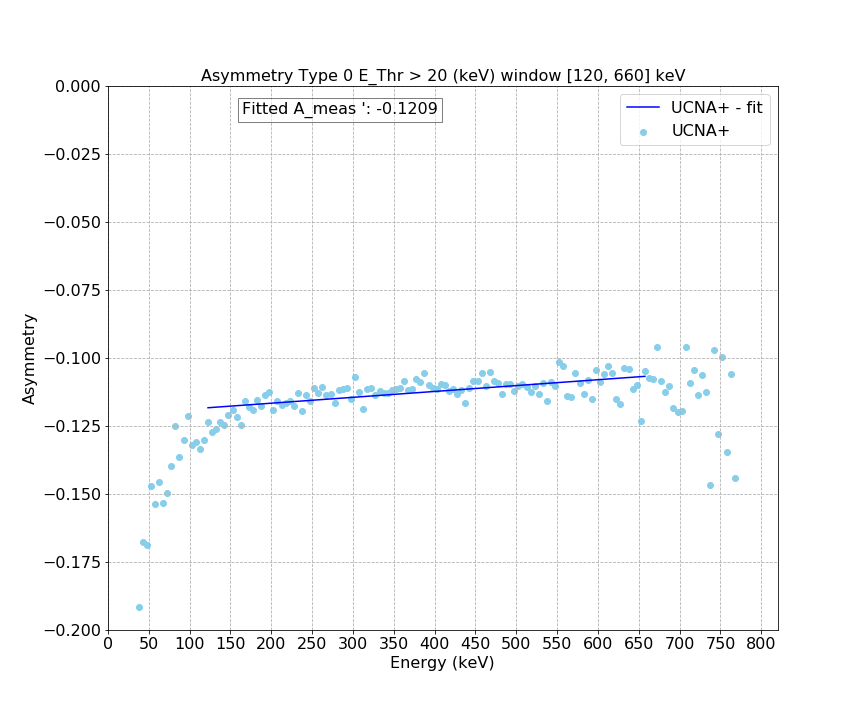 Asymmetry Type 0 E_Thr > 20 (keV) window [120, 660] keV
Fitted A_meas ': -0.1209
UCNA+ - fit
UCNA+
0.000
−0.025
−0.050
−0.075
−0.100
−0.125
−0.150
−0.175
−0.200
Asymmetry
0 50 100 150 200 250 300 350 400 450 500 550 600 650 700 750 800
Energy (keV)